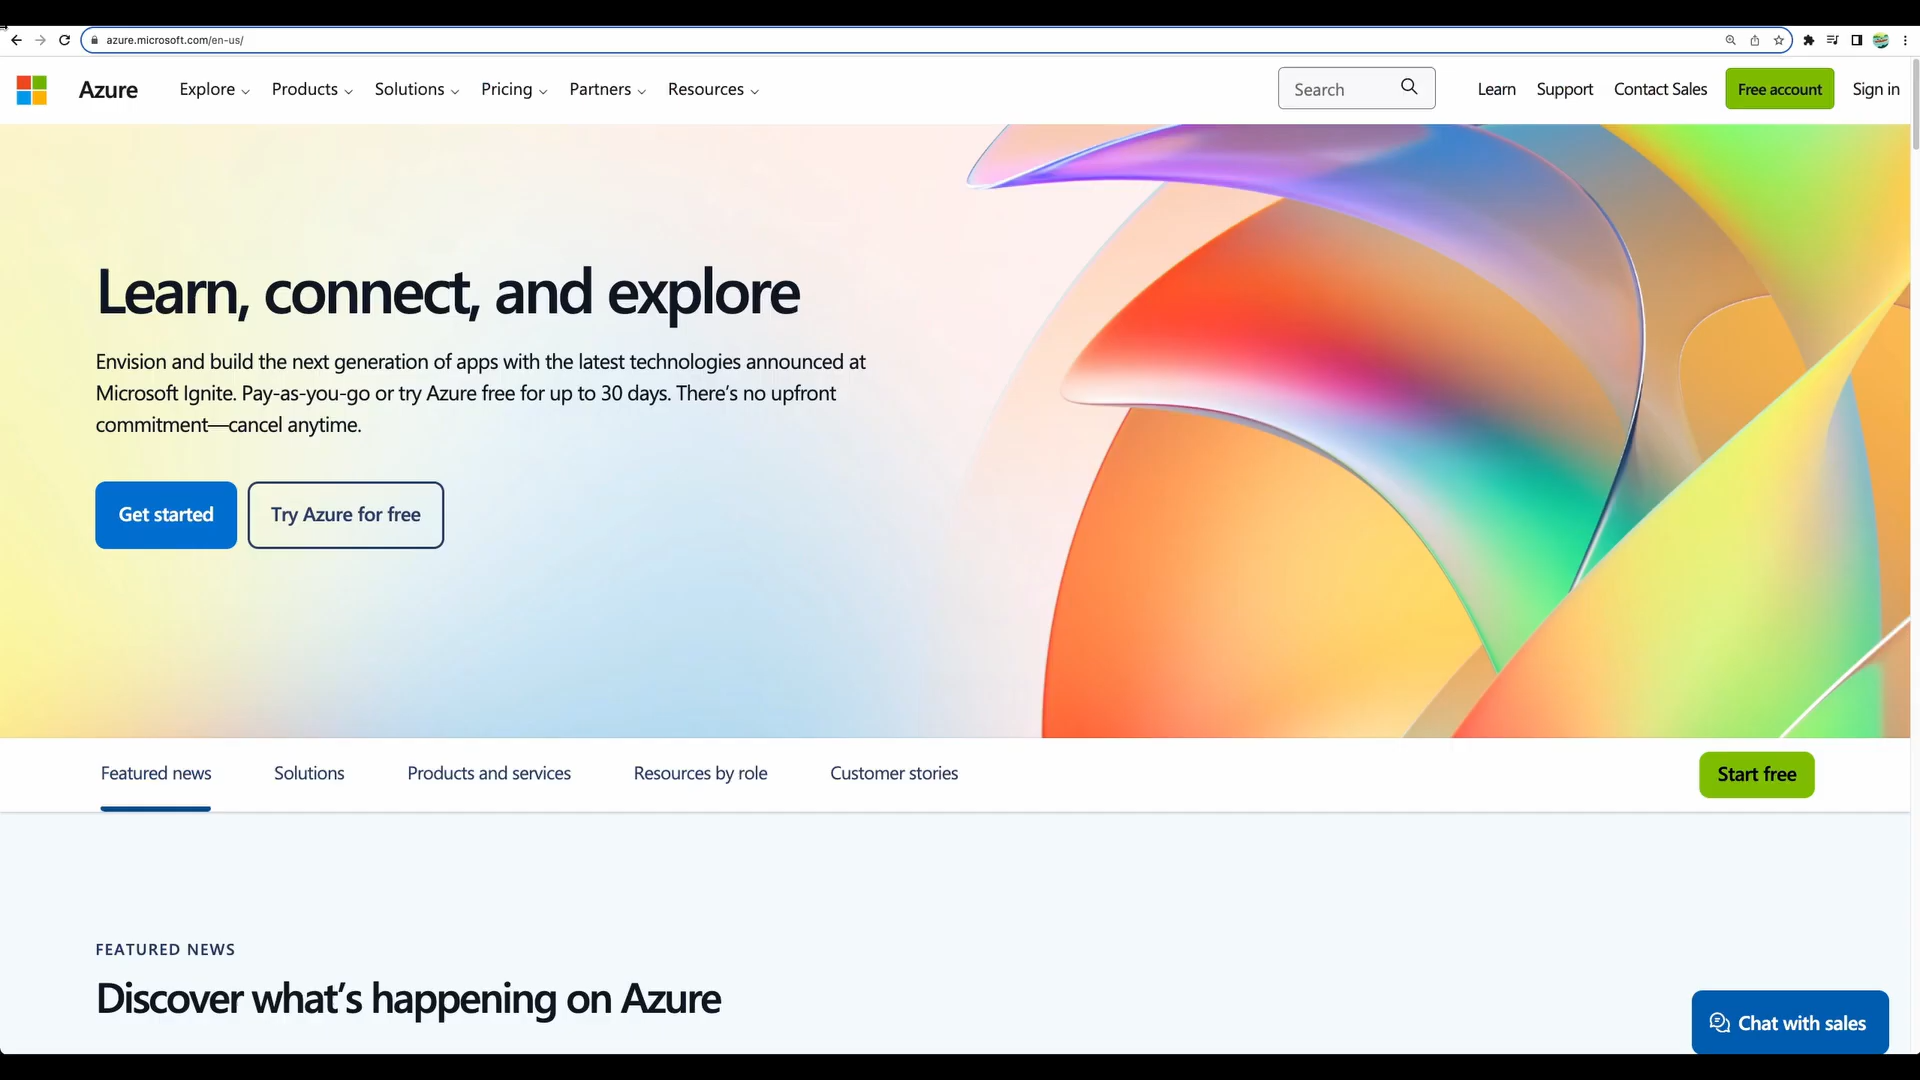 azure.microsoft.com/en-us/
Azure Explore Products Solutions Pricing Partners Resources Search Learn Support Contact Sales Free account Sign in
Learn, connect, and explore
Envision and build the next generation of apps with the latest technologies announced at
Microsoft Ignite. Pay-as-you-go or try Azure free for up to 30 days. There’s no upfront
commitment—cancel anytime.
Get started Try Azure for free
Featured news Solutions Products and services Resources by role Customer stories Start free
FEATURED NEWS
Discover what’s happening on Azure
Chat with sales